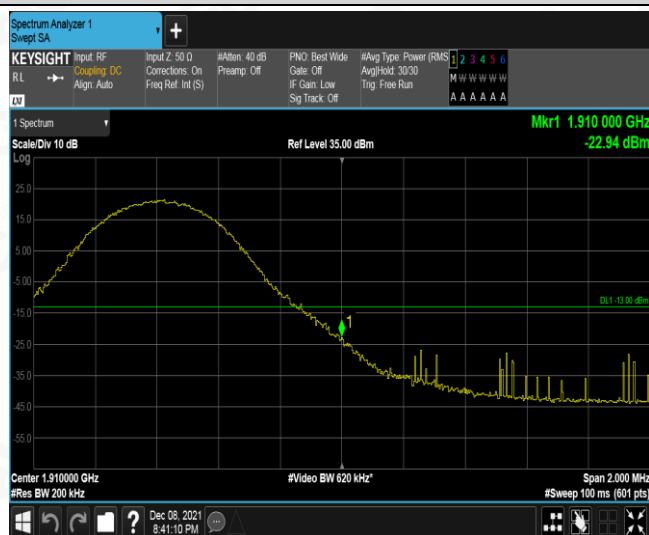 Spectrum Analyzer 1
Swept SA
+
KEYSIGHT
RL
LXI
Input: RF
Coupling: DC
Align: Auto
Input Z: 50 Ω
Corrections: On
Freq Ref: Int (S)
#Atten: 40 dB
Preamp: Off
PNO: Best Wide
Gate: Off
IF Gain: Low
Sig Track: Off
#Avg Type: Power (RMS
Avg|Hold: 30/30
Trig: Free Run
1 2 3 4 5 6
M W W W W W
A A A A A A
1 Spectrum
Scale/Div 10 dB
Ref Level 35.00 dBm
Mkr1 1.910 000 GHz
-22.94 dBm
Log
25.0
15.0
5.00
-5.00
-15.0
-25.0
-35.0
-45.0
-55.0
DL1 -13.00 dBm
1
Center 1.910000 GHz
#Video BW 620 kHz*
Span 2.000 MHz
#Res BW 200 kHz
#Sweep 100 ms (601 pts)
?
Dec 08, 2021
8:41:10 PM